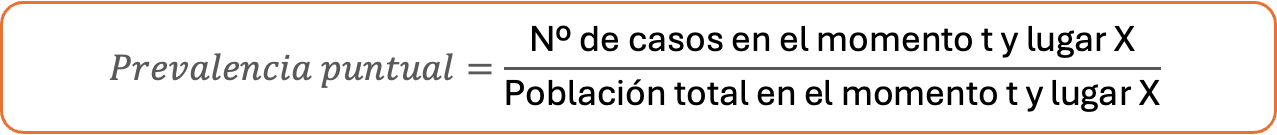 Nº de casos en el momento t y lugar X
Prevalencia puntual =
Población total en el momento t y lugar X